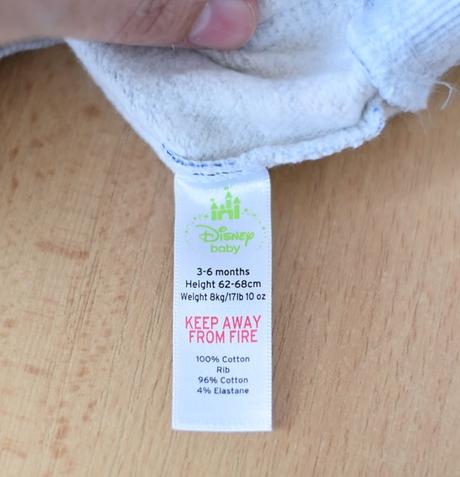 Disney
baby
3-6 months
Height 62-68cm
Weight 8kg/17lb 10 oz
KEEP AWAY
FROM FIRE
100% Cotton
Rib
96% Cotton
4% Elastane